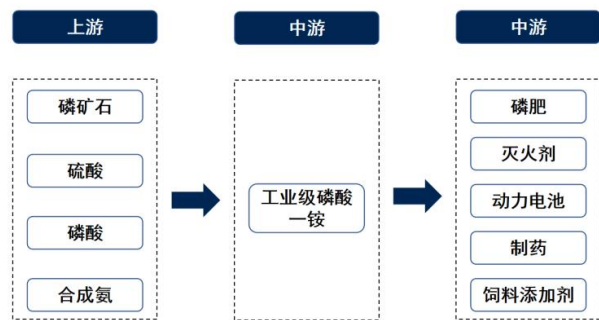 上游
中游
中游
磷矿石
硫酸
磷酸
合成氨
工业级磷酸
一铵
磷肥
灭火剂
动力电池
制药
饲料添加剂